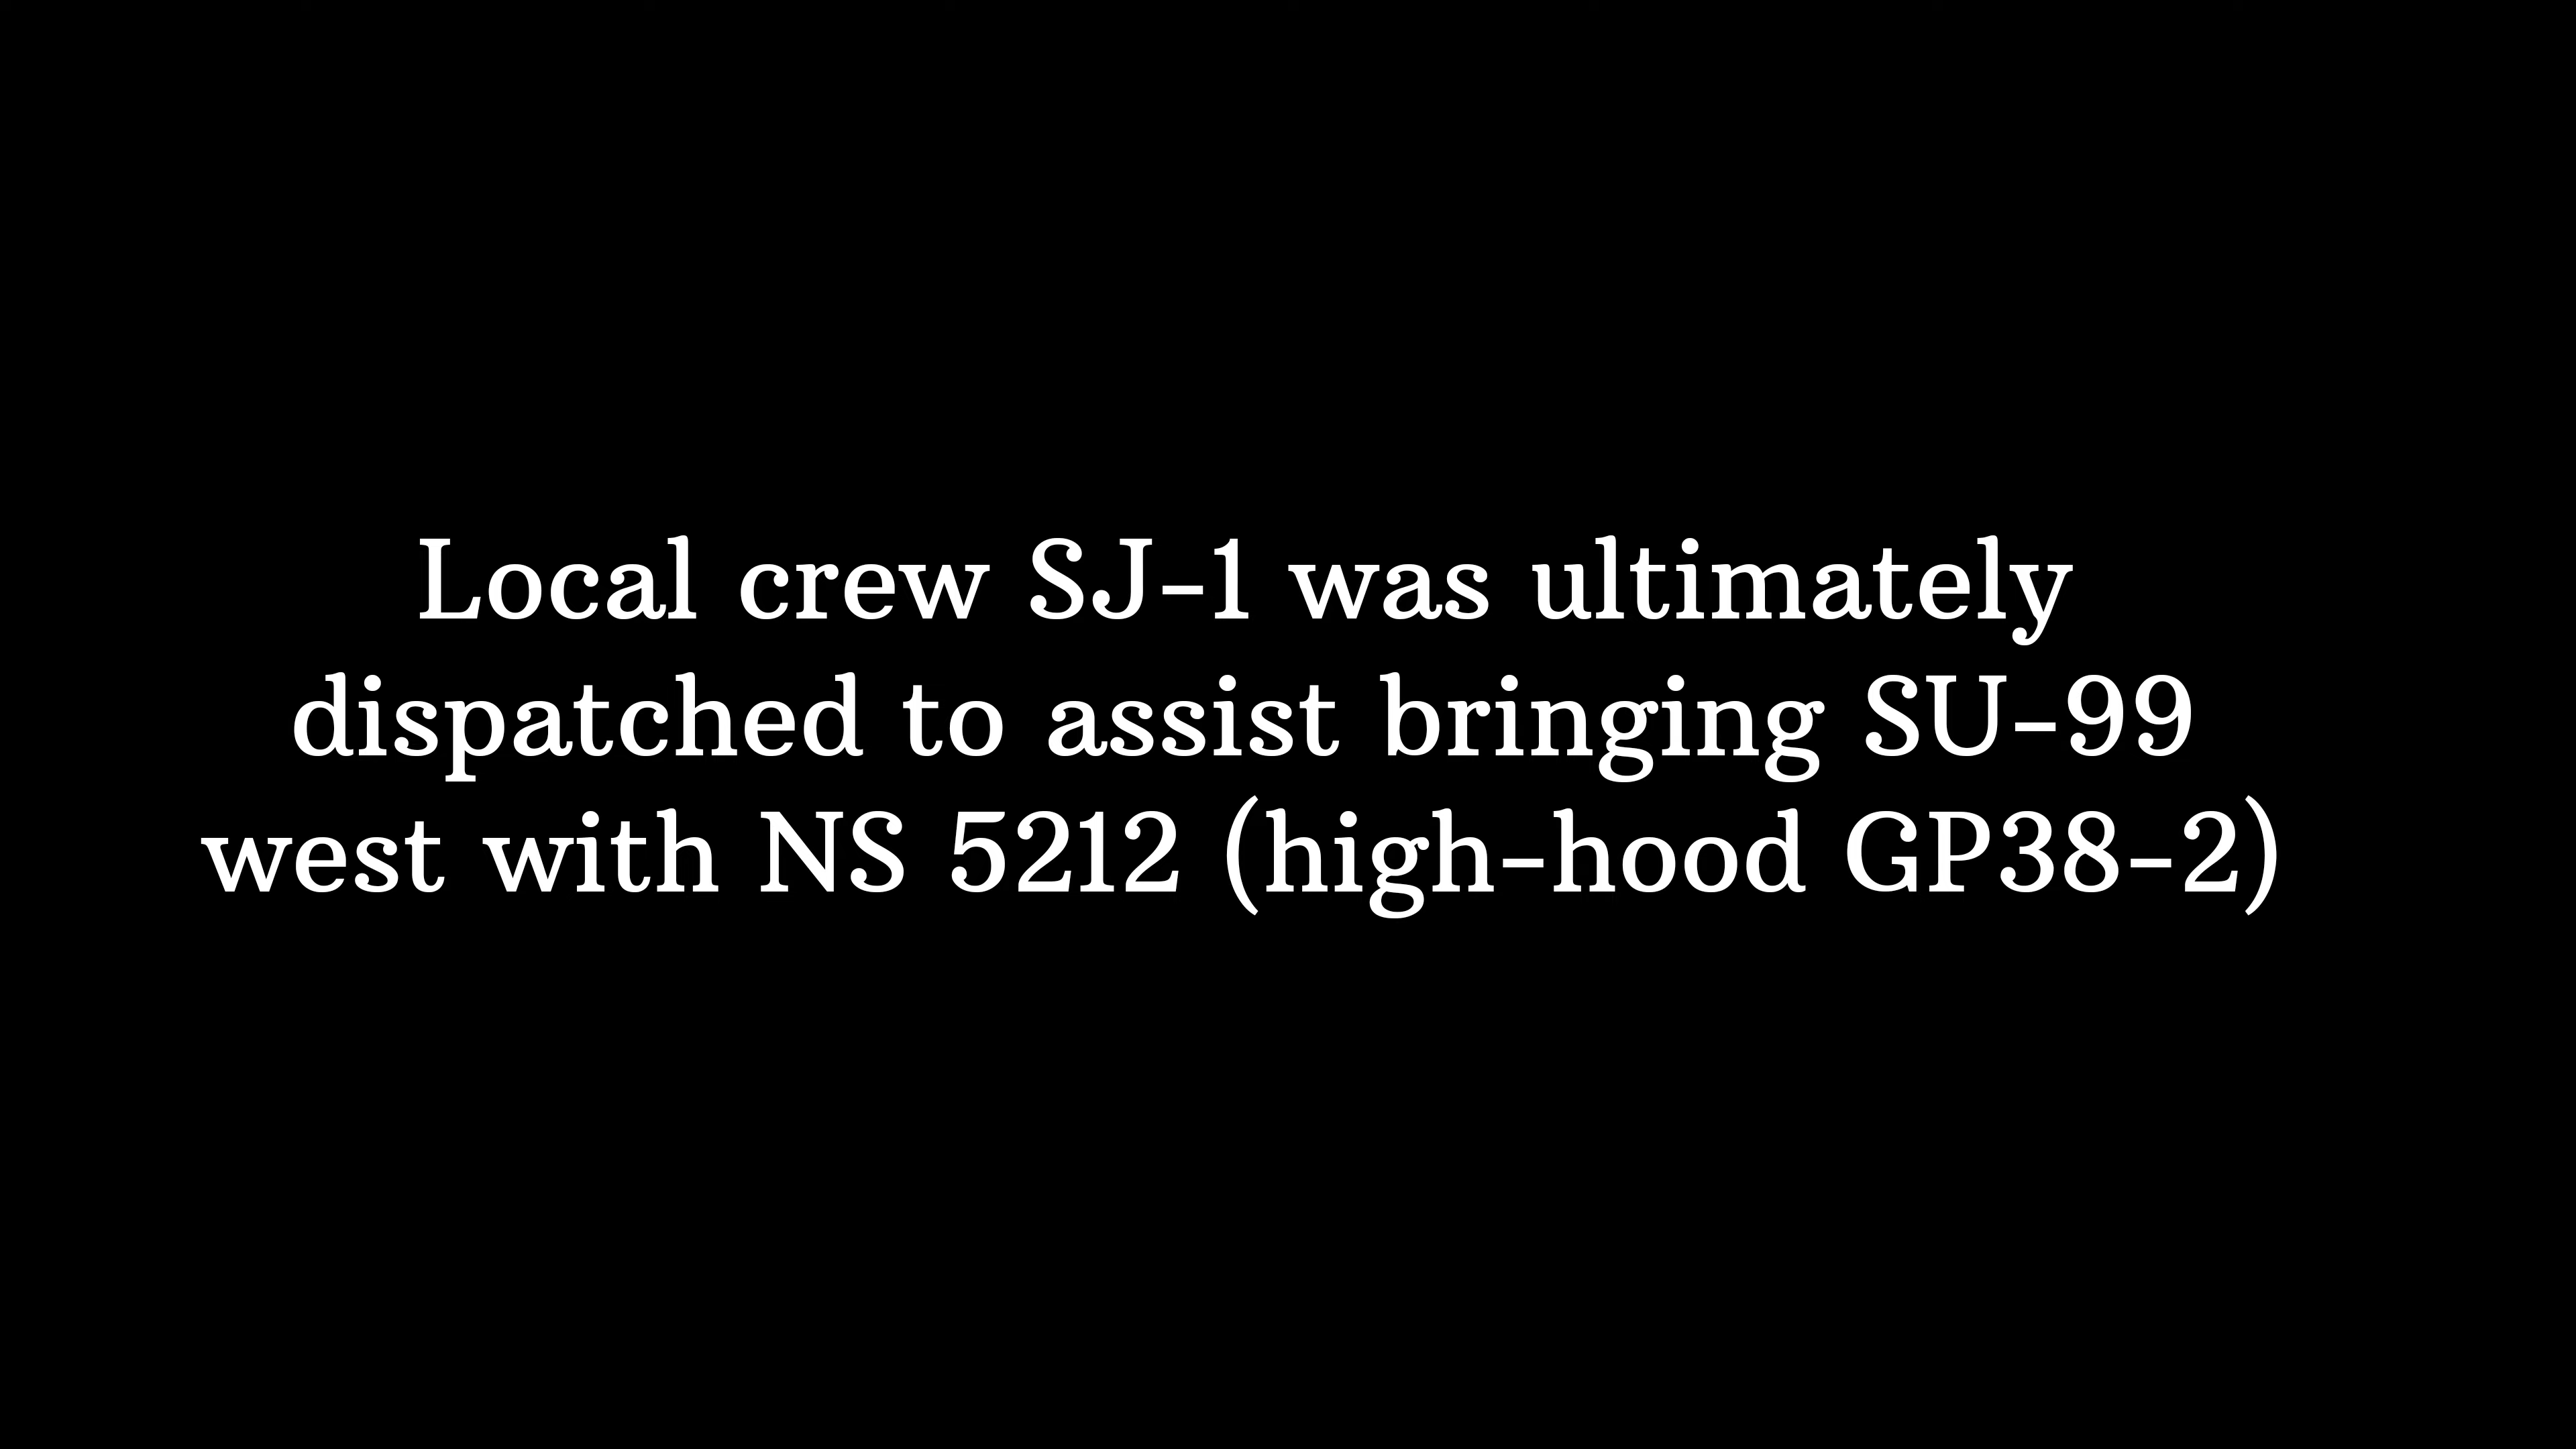 Local crew SJ-1 was ultimately
dispatched to assist bringing SU-99
west with NS 5212 (high-hood GP38-2)